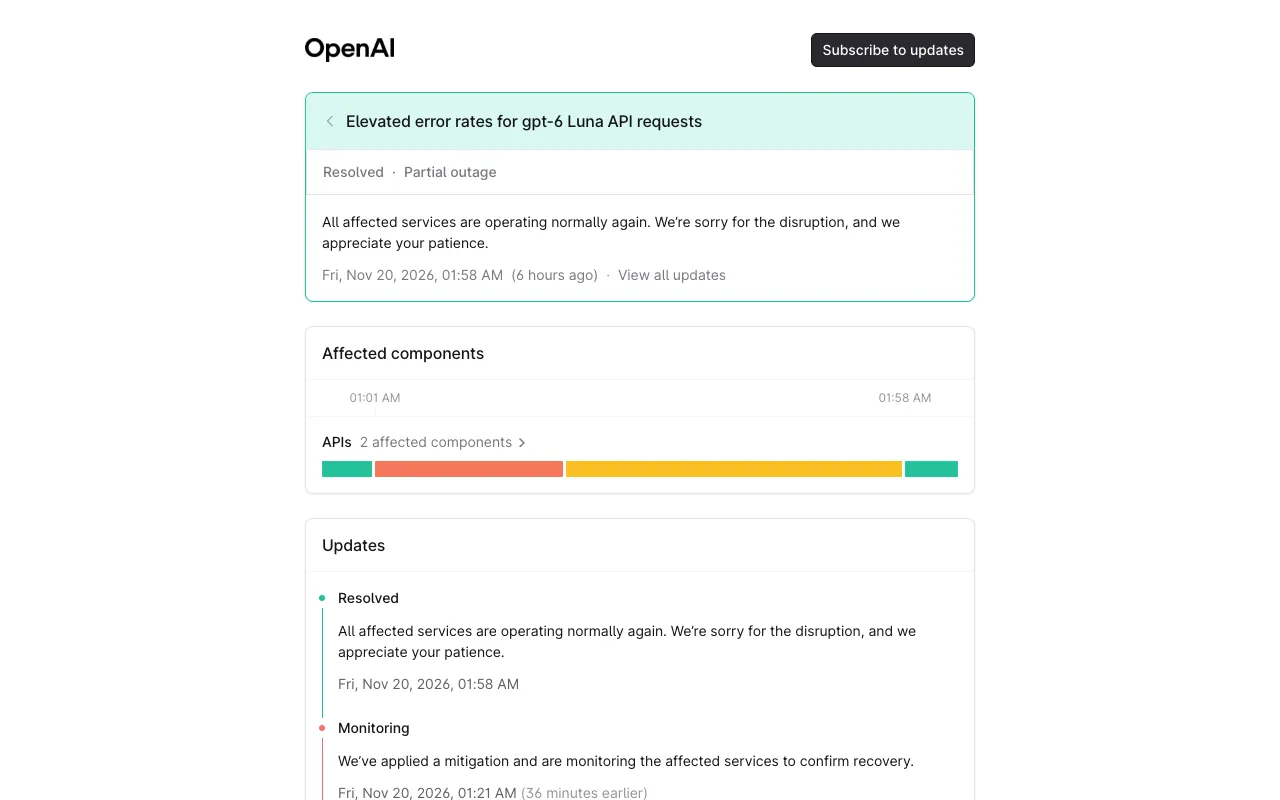 OpenAI
Subscribe to updates
Elevated error rates for gpt-6 Luna API requests
Resolved · Partial outage
All affected services are operating normally again. We’re sorry for the disruption, and we
appreciate your patience.
Fri, Nov 20, 2026, 01:58 AM (6 hours ago) · View all updates
Affected components
01:01 AM
01:58 AM
APIs 2 affected components
Updates
Resolved
All affected services are operating normally again. We’re sorry for the disruption, and we
appreciate your patience.
Fri, Nov 20, 2026, 01:58 AM
Monitoring
We’ve applied a mitigation and are monitoring the affected services to confirm recovery.
Fri, Nov 20, 2026, 01:21 AM (36 minutes earlier)